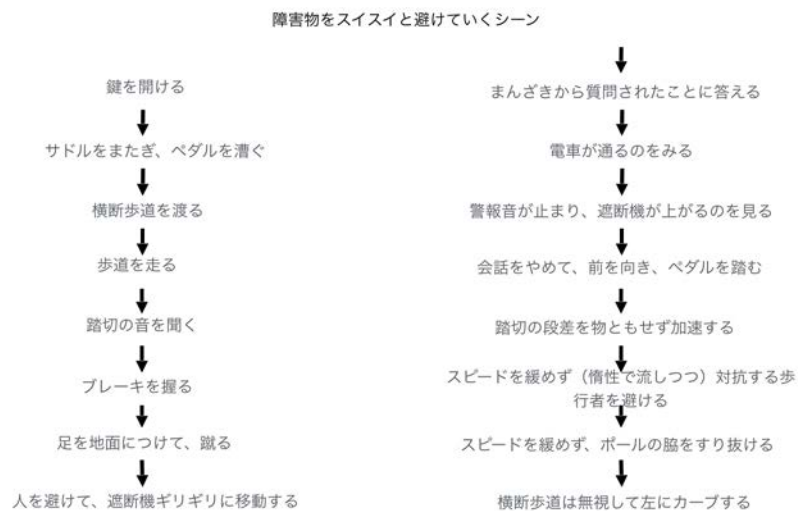 障害物をスイスイと避けていくシーン
鍵を開ける
サドルをまたぎ、ペダルを漕ぐ
横断歩道を渡る
歩道を走る
踏切の音を聞く
ブレーキを握る
足を地面につけて、蹴る
人を避けて、遮断機ギリギリに移動する
まんざきから質問されたことに答える
電車が通るのをみる
警報音が止まり、遮断機が上がるのを見る
会話をやめて、前を向き、ペダルを踏む
踏切の段差を物ともせず加速する
スピードを緩めず（惰性で流しつつ）対抗する歩
行者を避ける
スピードを緩めず、ポールの脇をすり抜ける
横断歩道は無視して左にカーブする